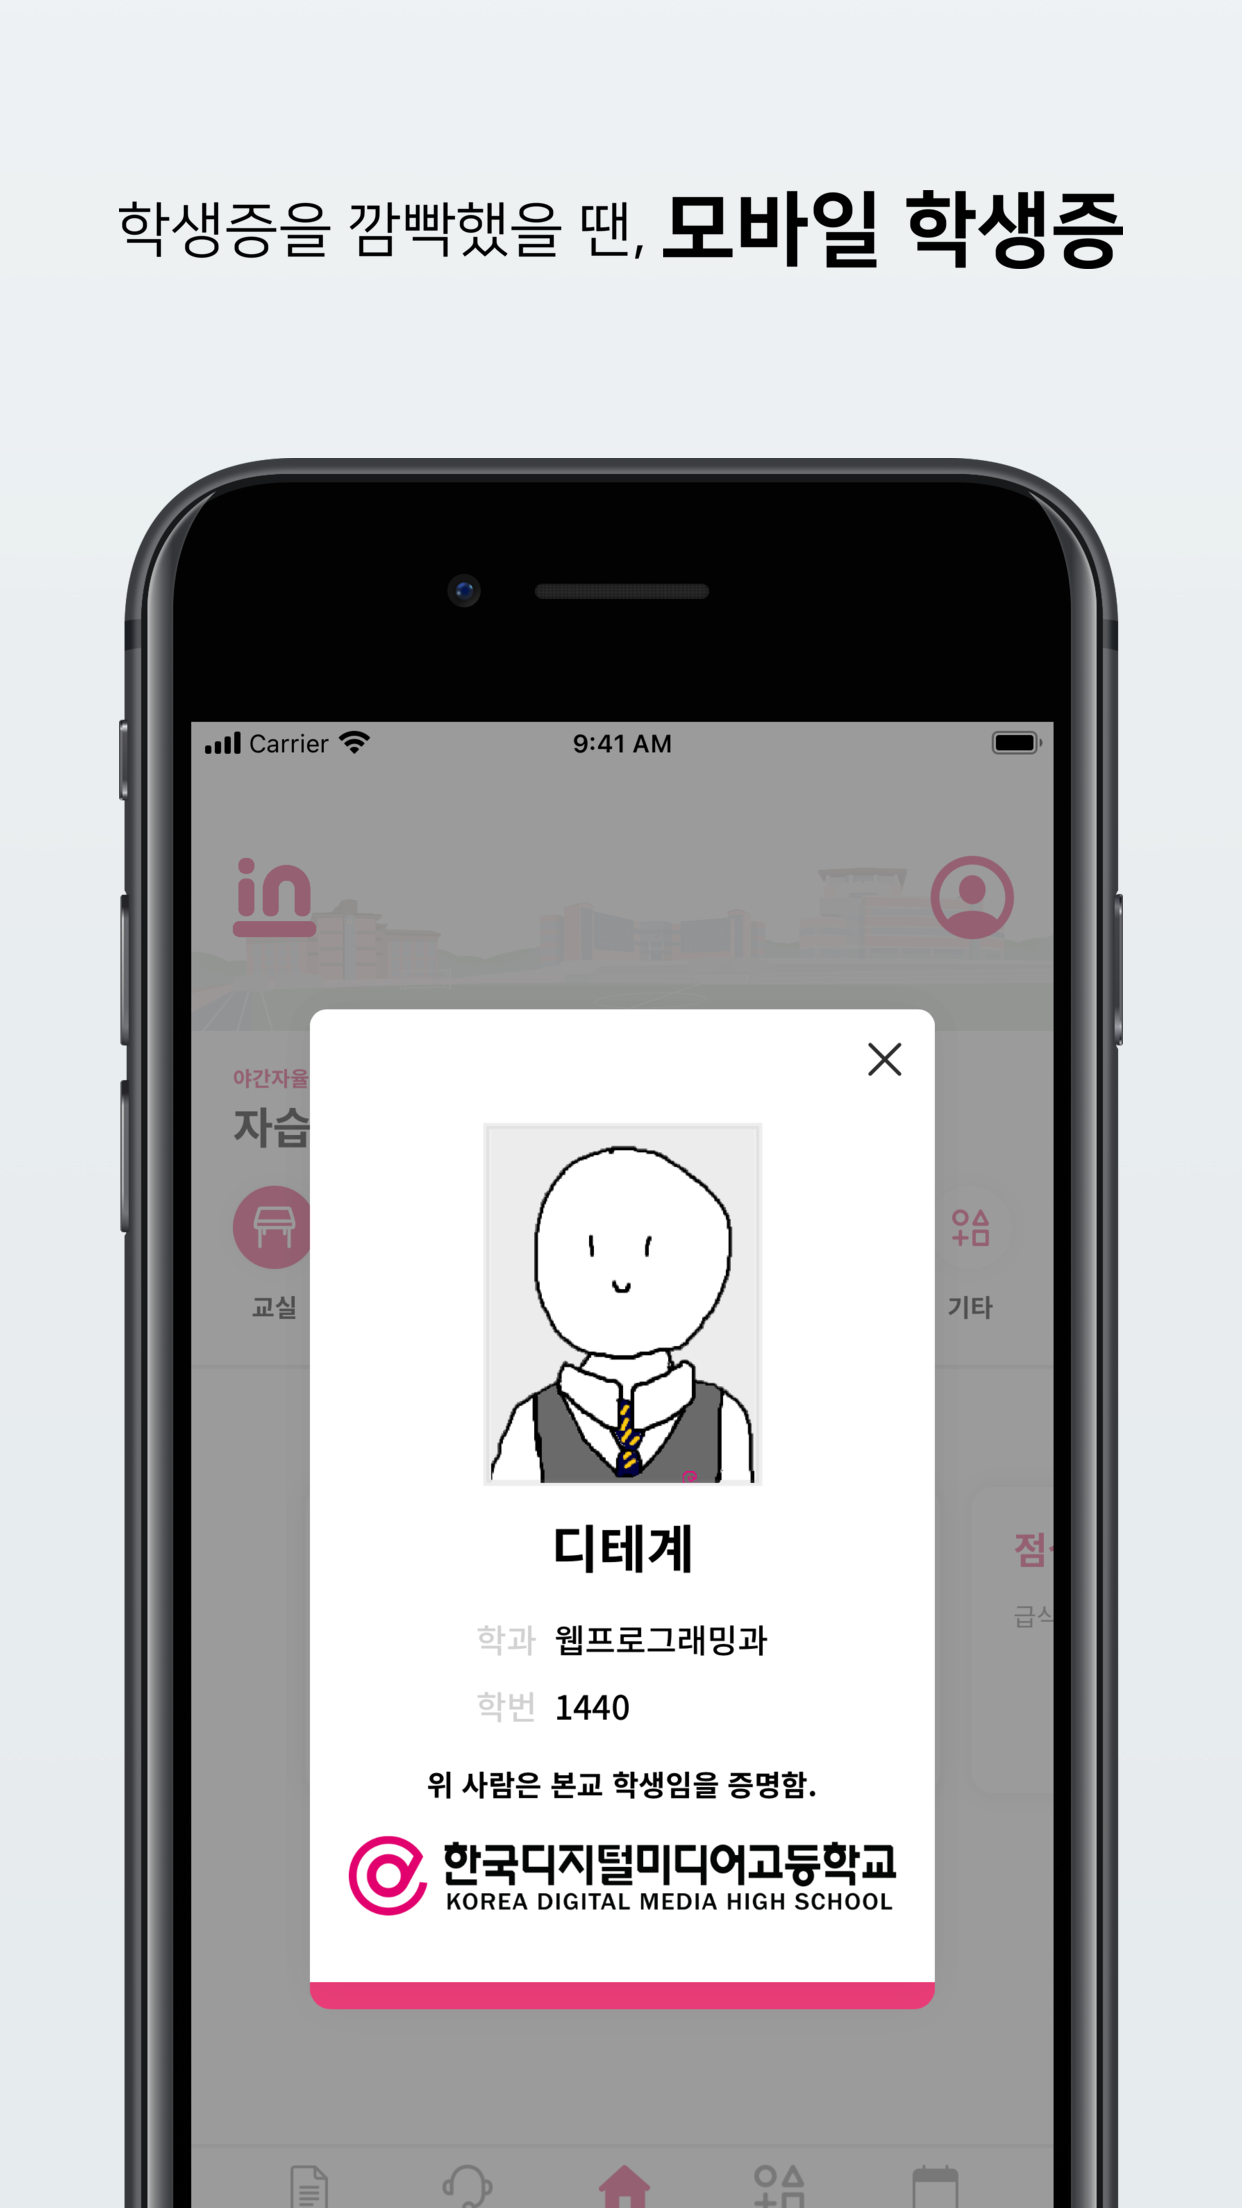 학생증을 깜빡했을 땐, 모바일 학생증
Carrier 9:41 AM
in
야간자율
자습
교실
기타
디테계
학과 웹프로그래밍과
학번 1440
위 사람은 본교 학생임을 증명함.
한국디지털미디어고등학교
KOREA DIGITAL MEDIA HIGH SCHOOL
점
급식